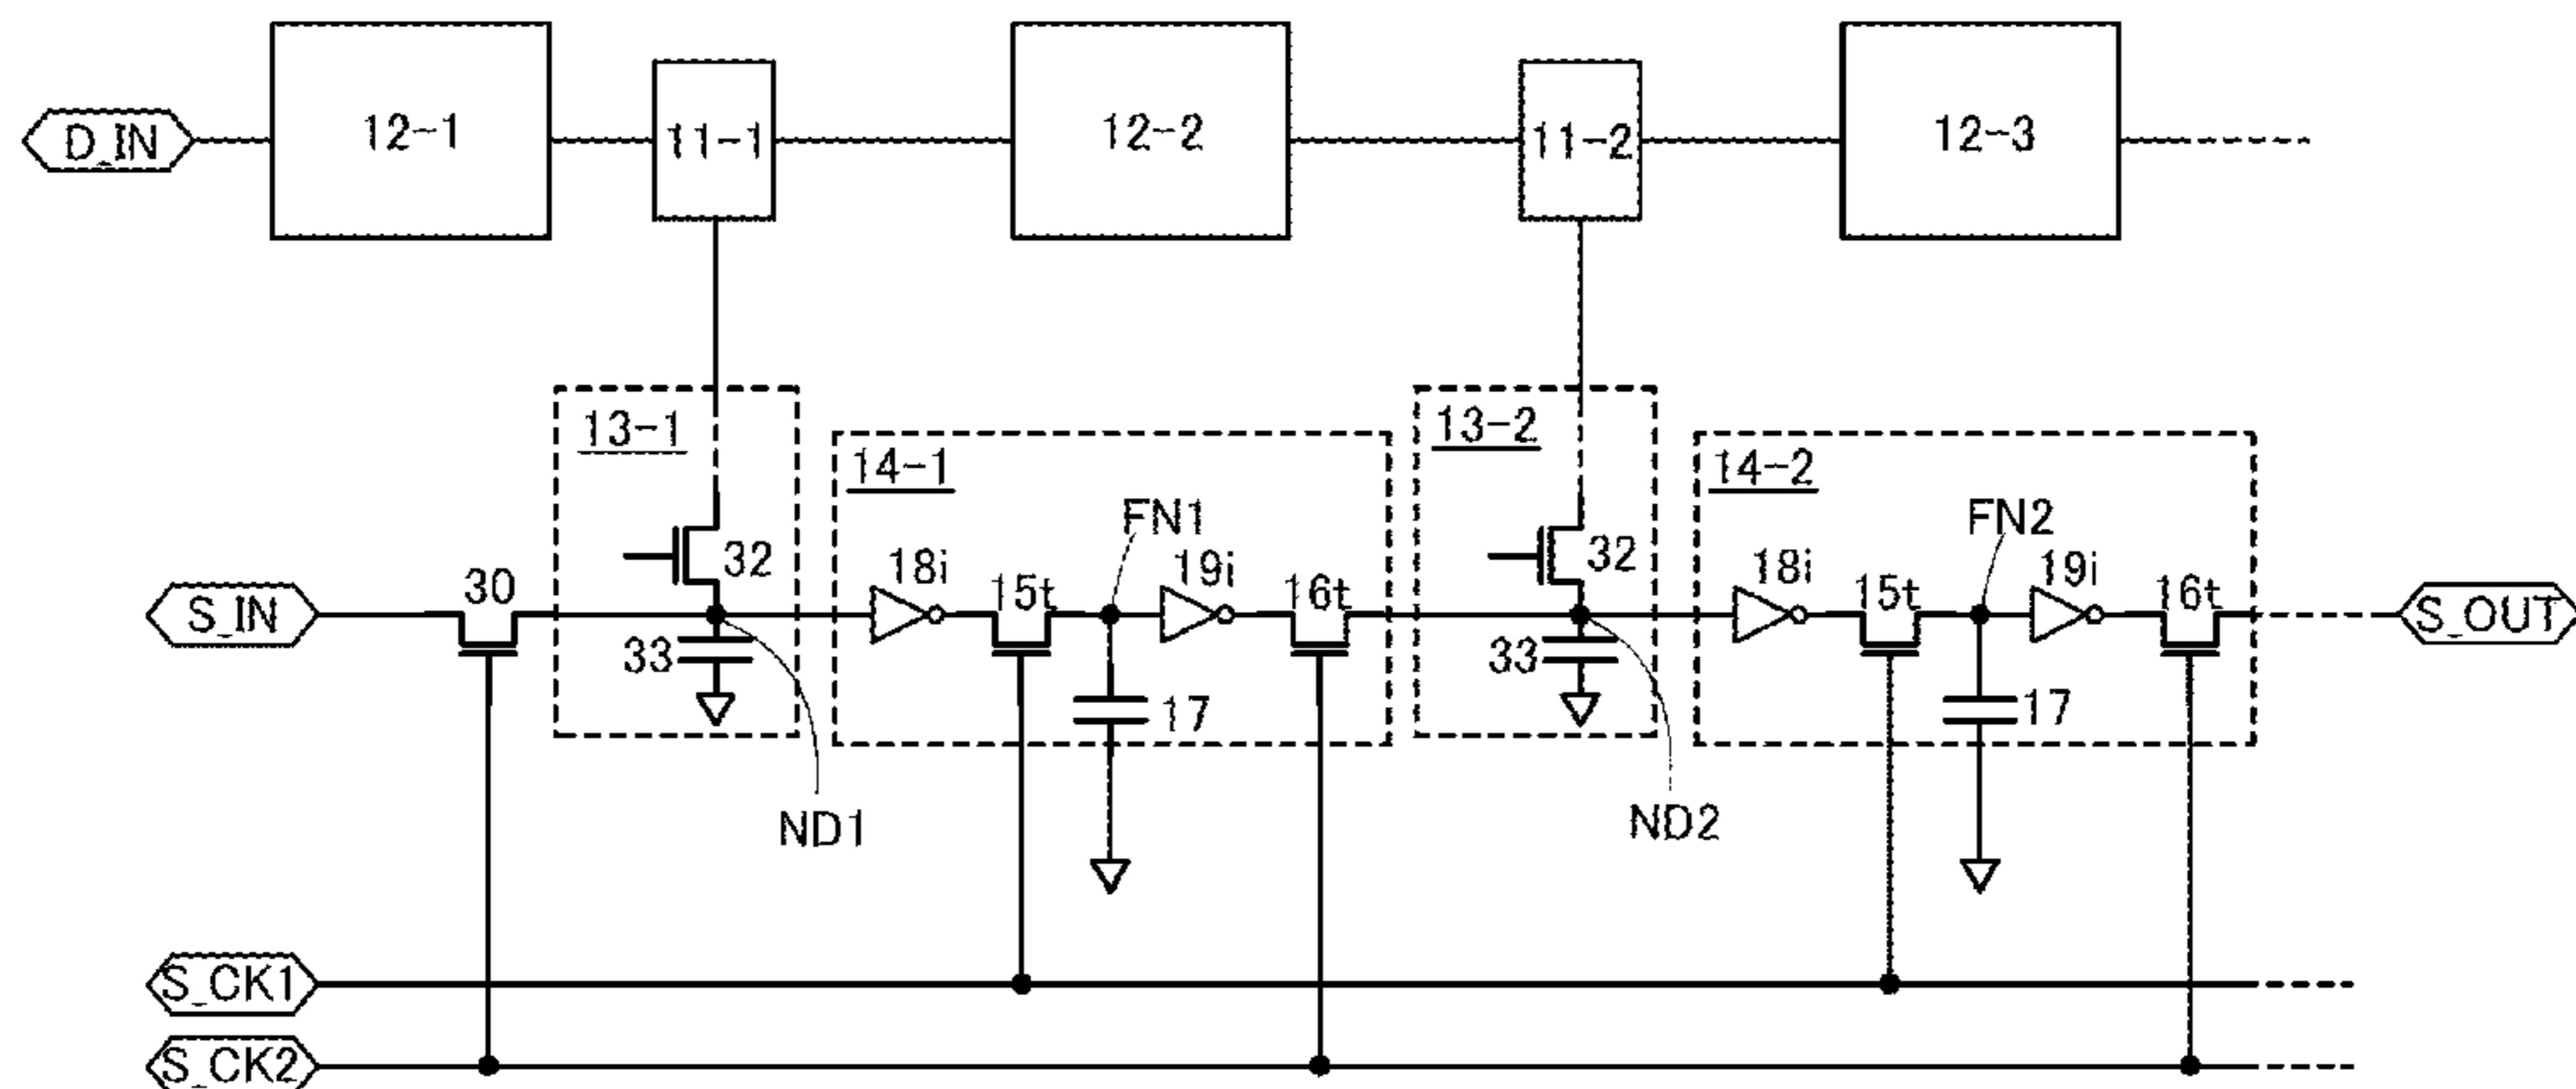 D_IN 12-1 11-1 12-2 11-2 12-3
13-1 13-2
14-1 14-2
FN1 FN2
32 18i 15t 19i 16t 32 18i 15t 19i 16t
S_IN 30 S_OUT
33 17 33 17
ND1 ND2
S_CK1
S_CK2